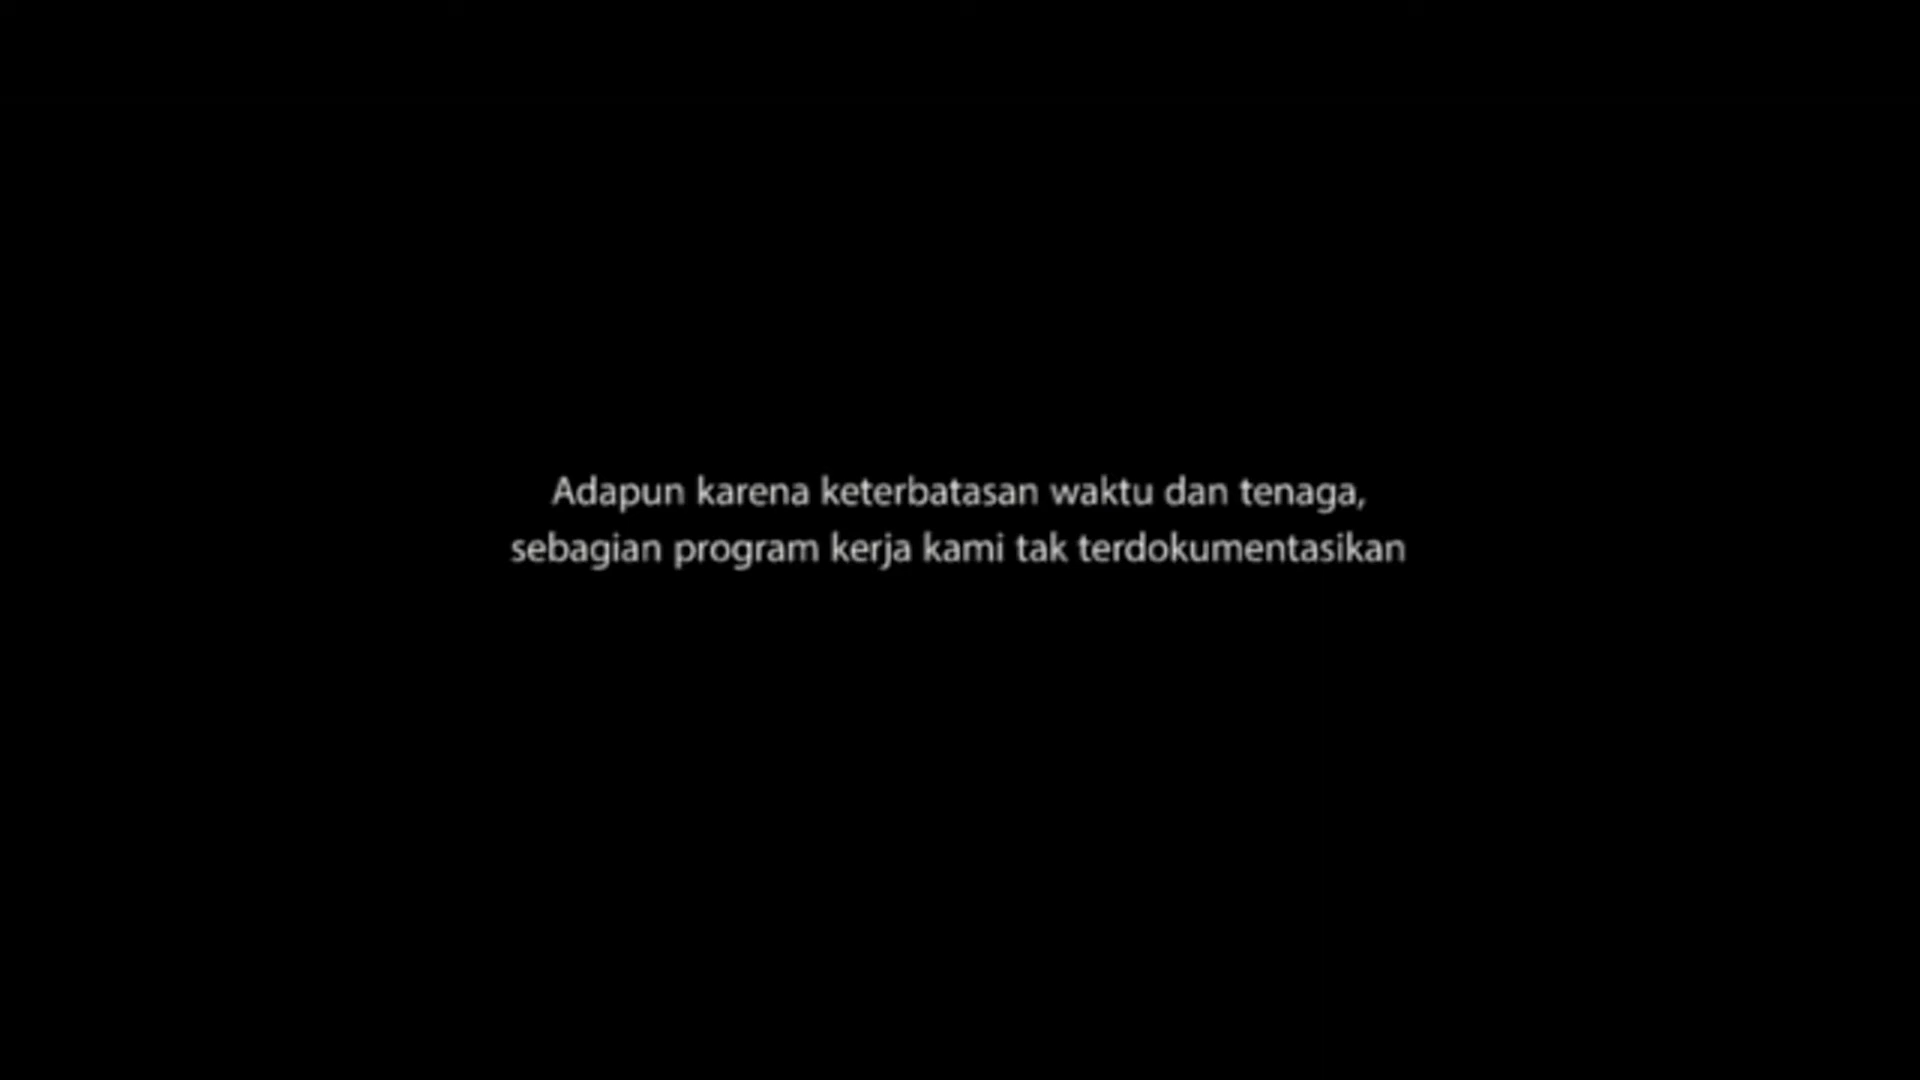 Adapun karena keterbatasan waktu dan tenaga,
sebagian program kerja kami tak terdokumentasikan